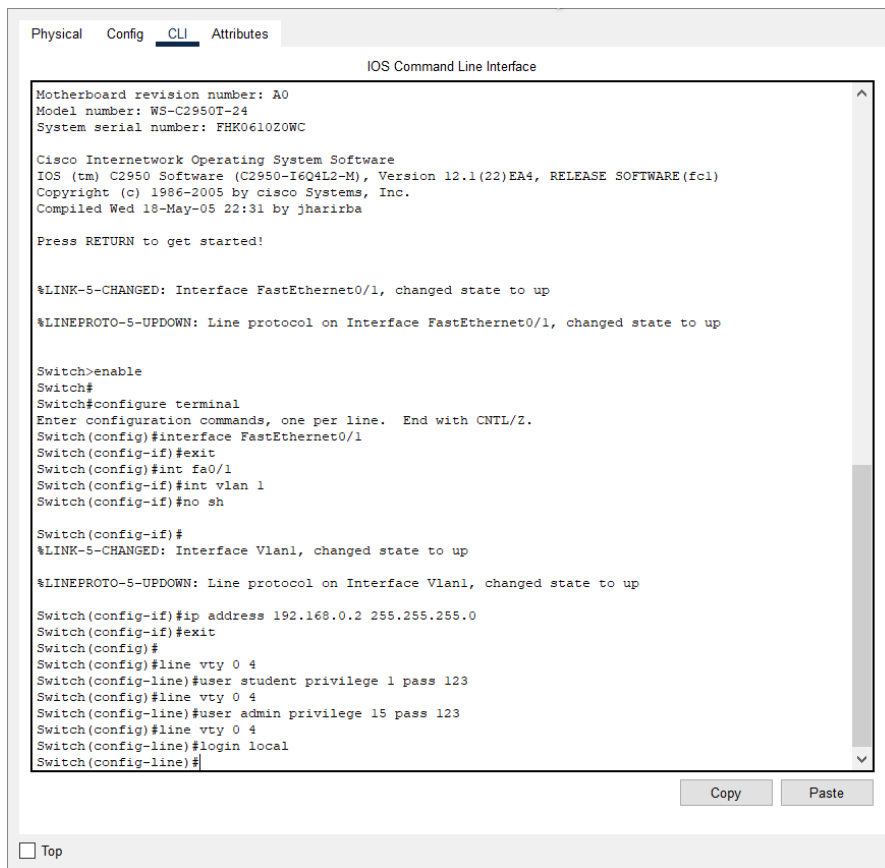 Physical Config CLI Attributes
IOS Command Line Interface
Motherboard revision number: A0
Model number: WS-C2950T-24
System serial number: FHK0610Z0WC
Cisco Internetwork Operating System Software
IOS (tm) C2950 Software (C2950-I6Q4L2-M), Version 12.1(22)EA4, RELEASE SOFTWARE(fc1)
Copyright (c) 1986-2005 by cisco Systems, Inc.
Compiled Wed 18-May-05 22:31 by jharirba
Press RETURN to get started!
%LINK-5-CHANGED: Interface FastEthernet0/1, changed state to up
%LINEPROTO-5-UPDOWN: Line protocol on Interface FastEthernet0/1, changed state to up
Switch>enable
Switch#
Switch#configure terminal
Enter configuration commands, one per line. End with CNTL/Z.
Switch(config)#interface FastEthernet0/1
Switch(config-if)#exit
Switch(config)#int fa0/1
Switch(config-if)#int vlan 1
Switch(config-if)#no sh
Switch(config-if)#
%LINK-5-CHANGED: Interface Vlan1, changed state to up
%LINEPROTO-5-UPDOWN: Line protocol on Interface Vlan1, changed state to up
Switch(config-if)#ip address 192.168.0.2 255.255.255.0
Switch(config-if)#exit
Switch(config)#
Switch(config)#line vty 0 4
Switch(config-line)#user student privilege 1 pass 123
Switch(config)#line vty 0 4
Switch(config-line)#user admin privilege 15 pass 123
Switch(config)#line vty 0 4
Switch(config-line)#login local
Switch(config-line)#
Copy Paste
Top